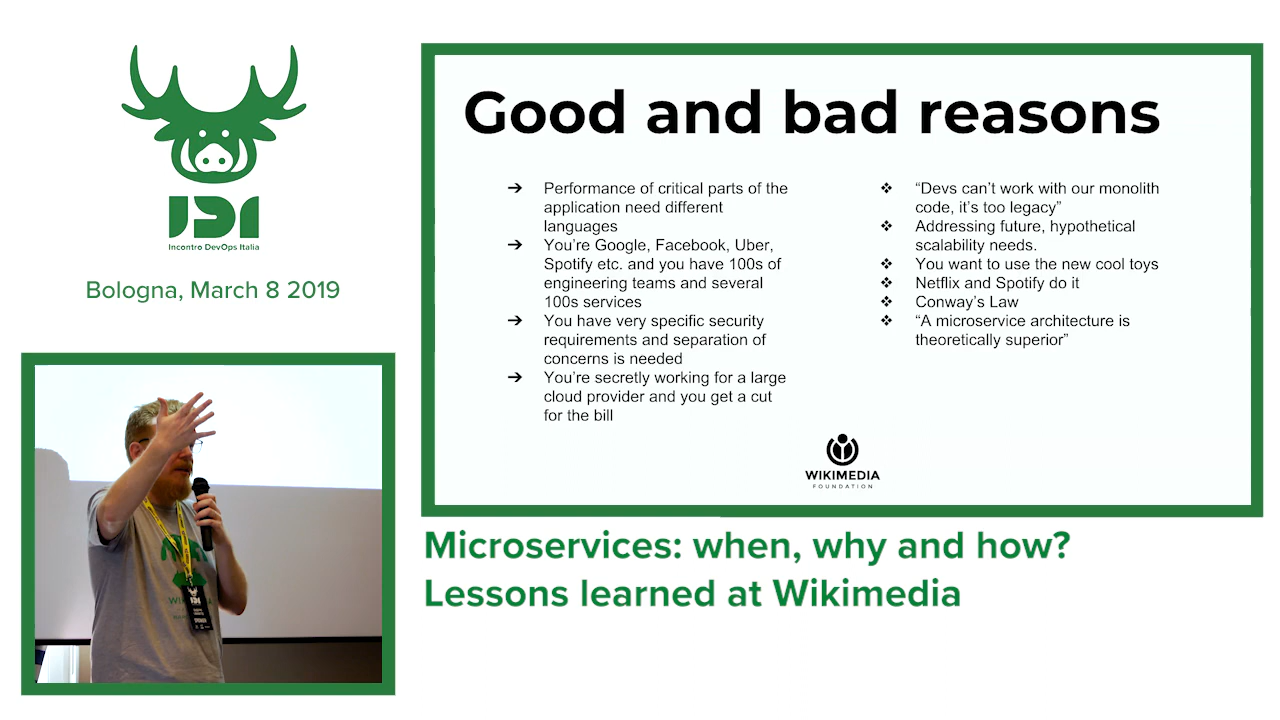 IDI
Incontro DevOps Italia
Bologna, March 8 2019
Good and bad reasons
➔ Performance of critical parts of the
application need different
languages
➔ You’re Google, Facebook, Uber,
Spotify etc. and you have 100s of
engineering teams and several
100s services
➔ You have very specific security
requirements and separation of
concerns is needed
➔ You’re secretly working for a large
cloud provider and you get a cut
for the bill
❖ “Devs can’t work with our monolith
code, it’s too legacy”
❖ Addressing future, hypothetical
scalability needs.
❖ You want to use the new cool toys
❖ Netflix and Spotify do it
❖ Conway’s Law
❖ “A microservice architecture is
theoretically superior”
WIKIMEDIA
FOUNDATION
Microservices: when, why and how?
Lessons learned at Wikimedia
IDI